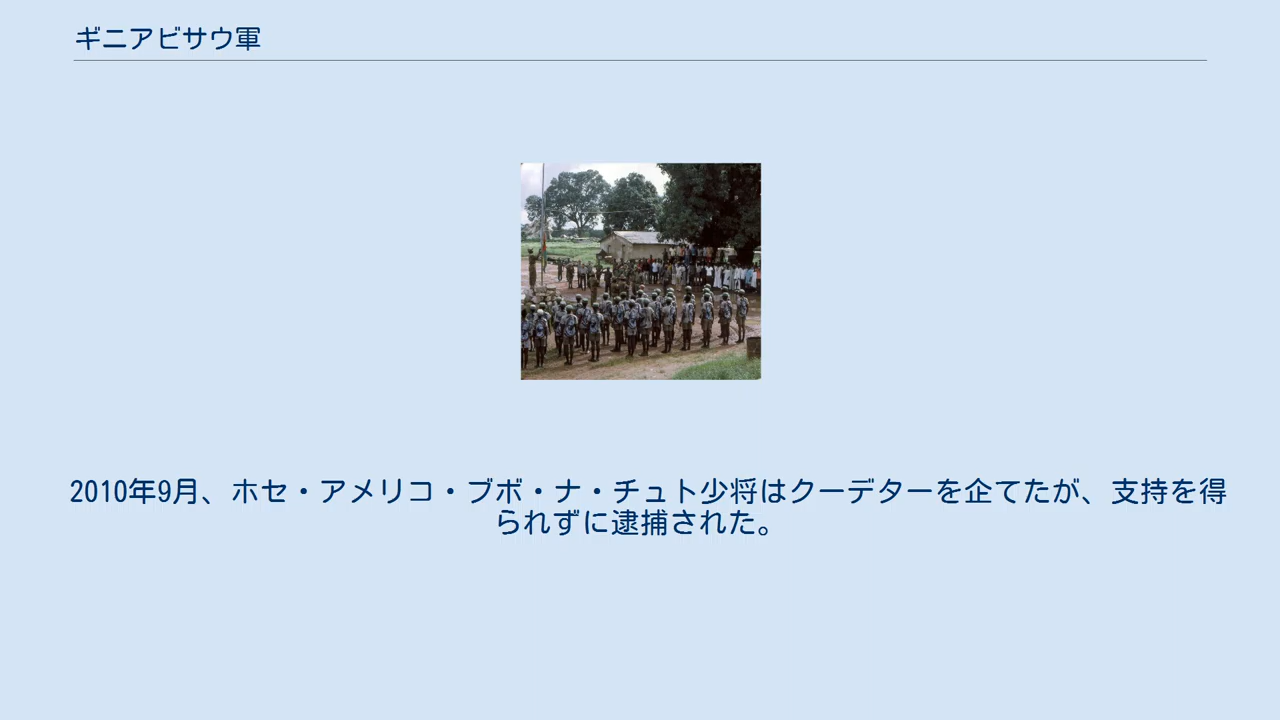 ギニアビサウ軍
2010年9月、ホセ・アメリコ・ブボ・ナ・チュト少将はクーデターを企てたが、支持を得
られずに逮捕された。